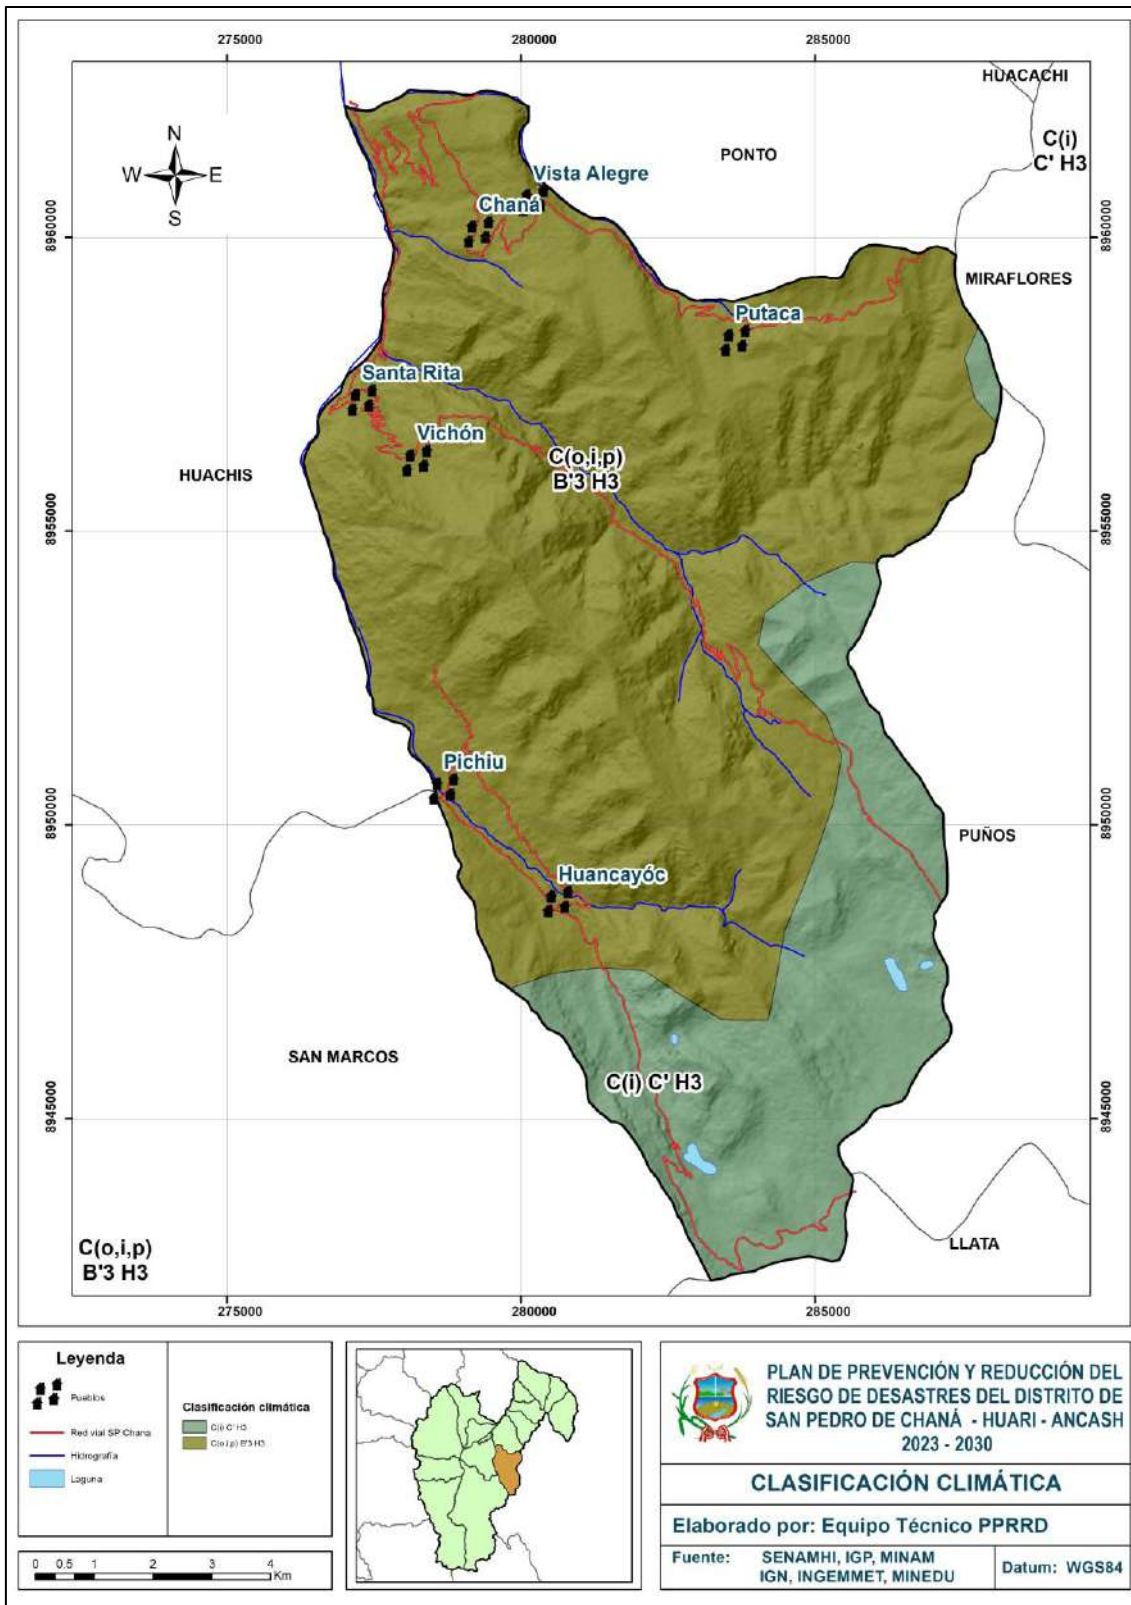 275000
280000
285000
HUACACHI
C(i)
C' H3
PONTO
N
W
E
S
Vista Alegre
Chaná
8960000
8960000
MIRAFLORES
Putaca
Santa Rita
Vichón
C(o,i,p)
B'3 H3
HUACHIS
8955000
8955000
Pichiu
8950000
8950000
PUÑOS
Huancayóc
SAN MARCOS
C(i) C' H3
8945000
8945000
C(o,i,p)
B'3 H3
LLATA
275000
280000
285000
Leyenda
Pueblos
Red vial SP Chana
Hidrografía
Laguna
Clasificación climática
C(i) C' H3
C(o,i,p) B'3 H3
0 0.5 1 2 3 4
Km
PLAN DE PREVENCIÓN Y REDUCCIÓN DEL
RIESGO DE DESASTRES DEL DISTRITO DE
SAN PEDRO DE CHANÁ - HUARI - ANCASH
2023 - 2030
CLASIFICACIÓN CLIMÁTICA
Elaborado por: Equipo Técnico PPRRD
Fuente: SENAMHI, IGP, MINAM
IGN, INGEMMET, MINEDU
Datum: WGS84